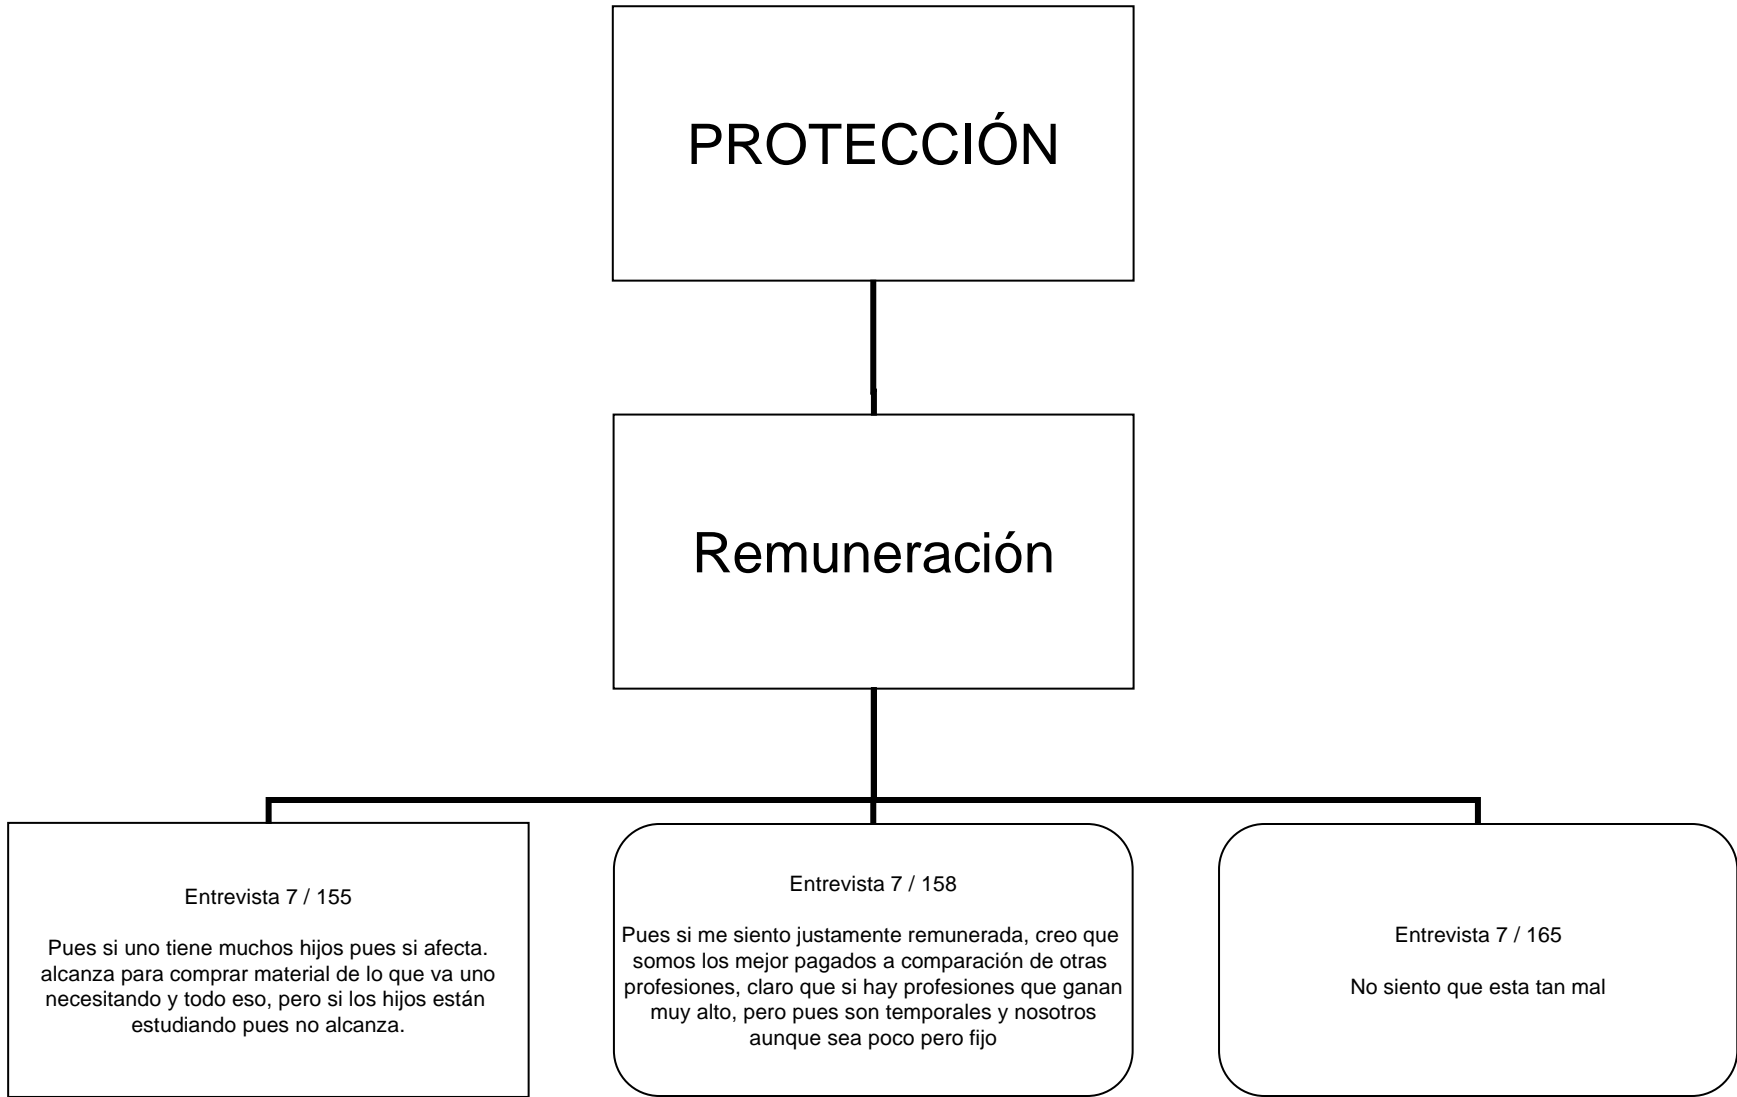 PROTECCIÓN
Remuneración
Entrevista 7 / 155
Pues si uno tiene muchos hijos pues si afecta.
alcanza para comprar material de lo que va uno
necesitando y todo eso, pero si los hijos están
estudiando pues no alcanza.
Entrevista 7 / 158
Pues si me siento justamente remunerada, creo que
somos los mejor pagados a comparación de otras
profesiones, claro que si hay profesiones que ganan
muy alto, pero pues son temporales y nosotros
aunque sea poco pero fijo
Entrevista 7 / 165
No siento que esta tan mal